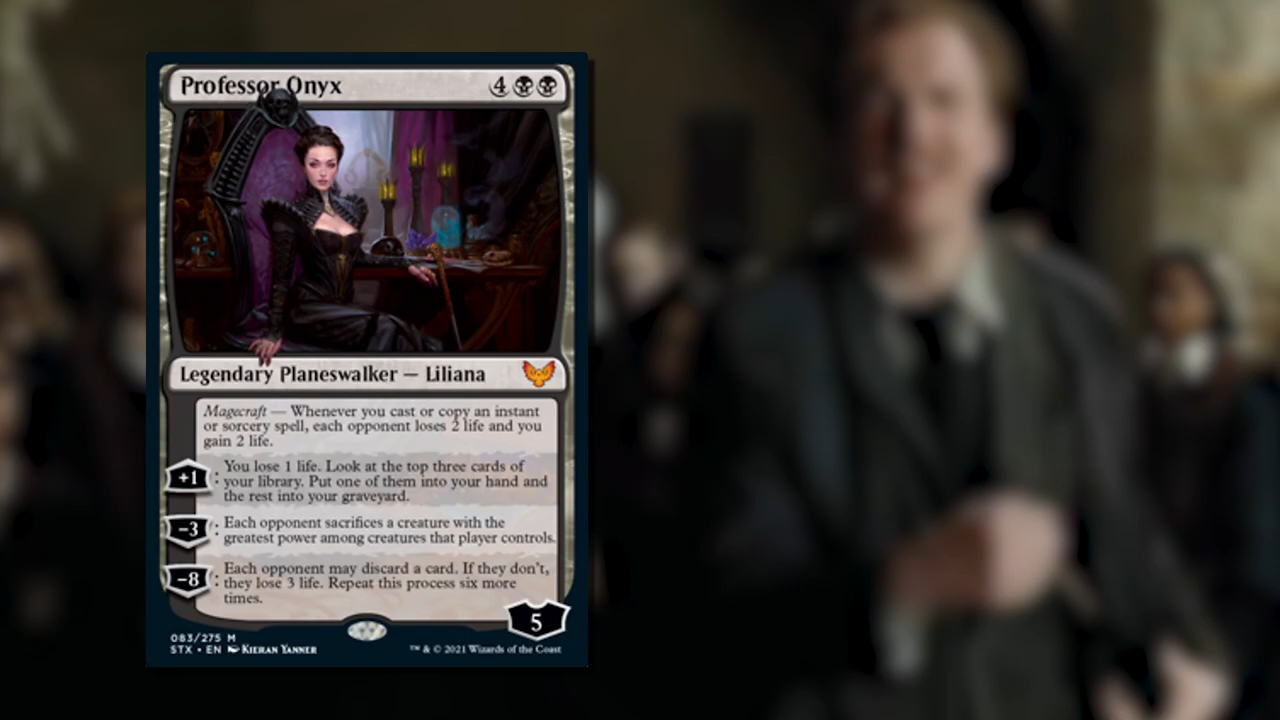 Professor Onyx 4
Legendary Planeswalker — Liliana
Magecraft — Whenever you cast or copy an instant
or sorcery spell, each opponent loses 2 life and you
gain 2 life.
+1: You lose 1 life. Look at the top three cards of
your library. Put one of them into your hand and
the rest into your graveyard.
−3: Each opponent sacrifices a creature with the
greatest power among creatures that player controls.
−8: Each opponent may discard a card. If they don't,
they lose 3 life. Repeat this process six more
times.
5
083/275 M
STX • EN Kieran Yanner
™ & © 2021 Wizards of the Coast